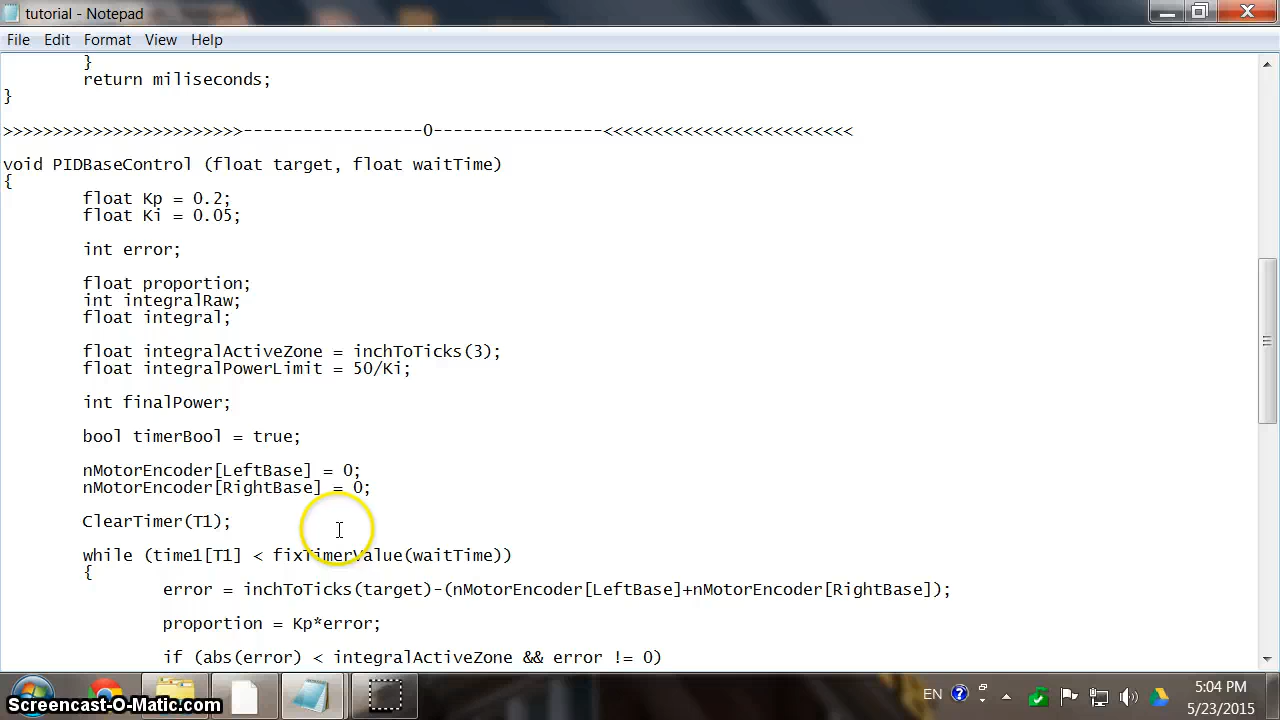 tutorial - Notepad
File Edit Format View Help
}
return miliseconds;
}
>>>>>>>>>>>>>>>>>>>>>>>>------------------0-----------------<<<<<<<<<<<<<<<<<<<<<<<<<
void PIDBaseControl (float target, float waitTime)
{
float Kp = 0.2;
float Ki = 0.05;
int error;
float proportion;
int integralRaw;
float integral;
float integralActiveZone = inchToTicks(3);
float integralPowerLimit = 50/Ki;
int finalPower;
bool timerBool = true;
nMotorEncoder[LeftBase] = 0;
nMotorEncoder[RightBase] = 0;
ClearTimer(T1);
while (time1[T1] < fixTimerValue(waitTime))
{
error = inchToTicks(target)-(nMotorEncoder[LeftBase]+nMotorEncoder[RightBase]);
proportion = Kp*error;
if (abs(error) < integralActiveZone && error != 0)
EN
5:04 PM
5/23/2015
Screencast-O-Matic.com